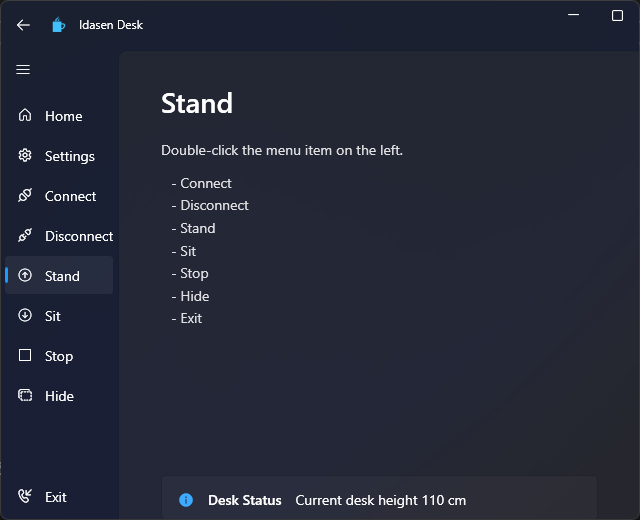 Idasen Desk
Home
Settings
Connect
Disconnect
Stand
Sit
Stop
Hide
Exit
Stand
Double-click the menu item on the left.
- Connect
- Disconnect
- Stand
- Sit
- Stop
- Hide
- Exit
Desk Status Current desk height 110 cm